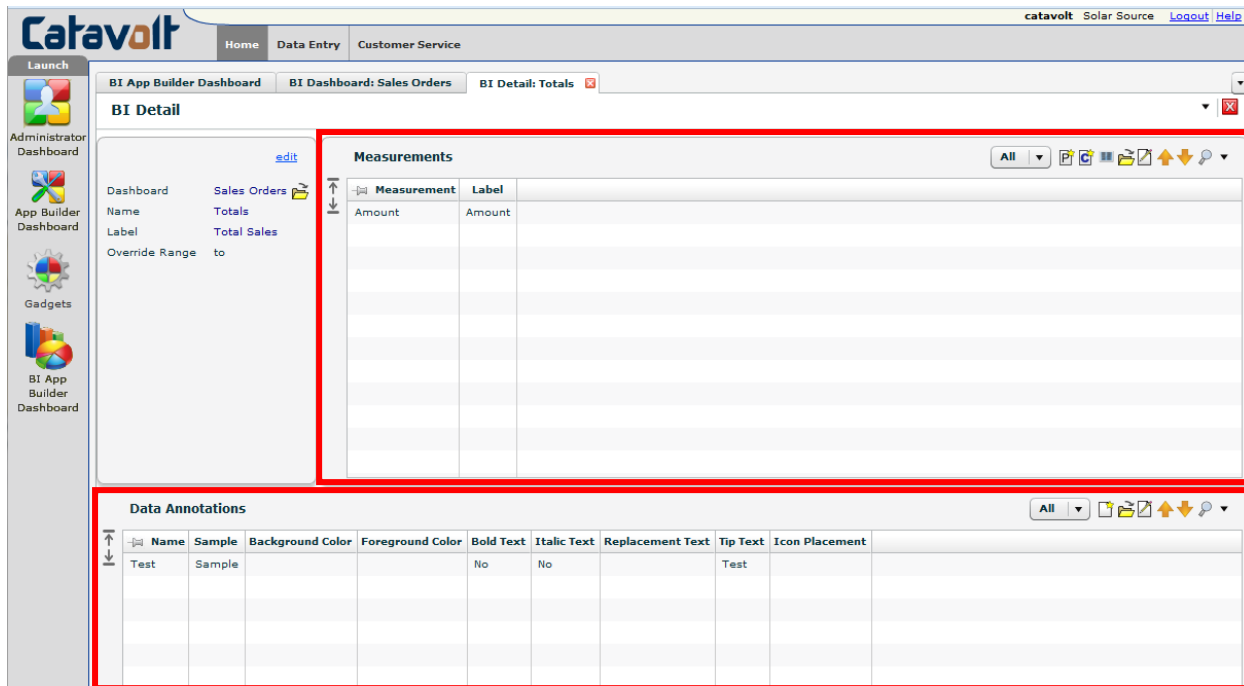 catavolt Solar Source Logout Help
Catavolt
Home Data Entry Customer Service
Launch
BI App Builder Dashboard BI Dashboard: Sales Orders BI Detail: Totals
BI Detail
Administrator
Dashboard
App Builder
Dashboard
Gadgets
BI App
Builder
Dashboard
edit
Dashboard Sales Orders
Name Totals
Label Total Sales
Override Range to
Measurements All
Measurement Label
Amount Amount
Data Annotations All
Name Sample Background Color Foreground Color Bold Text Italic Text Replacement Text Tip Text Icon Placement
Test Sample No No Test